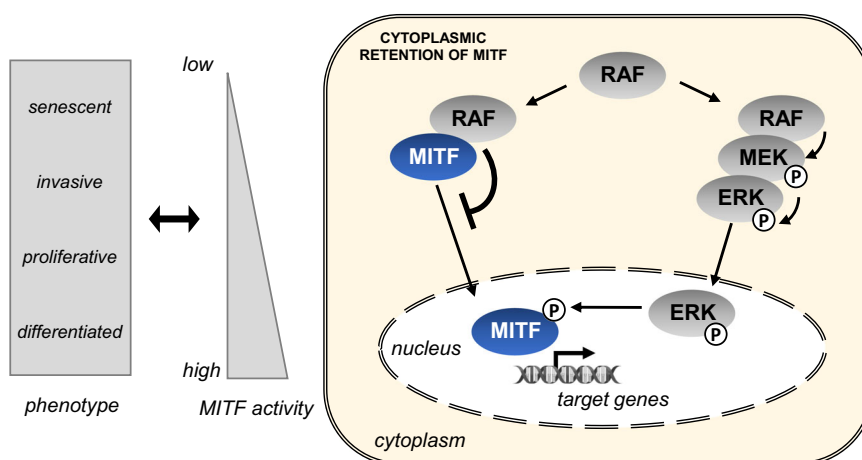 senescent
invasive
proliferative
differentiated
phenotype
low
high
MITF activity
CYTOPLASMIC
RETENTION OF MITF
RAF
RAF
MITF
RAF
MEK
P
ERK
P
MITF
P
ERK
P
nucleus
target genes
cytoplasm